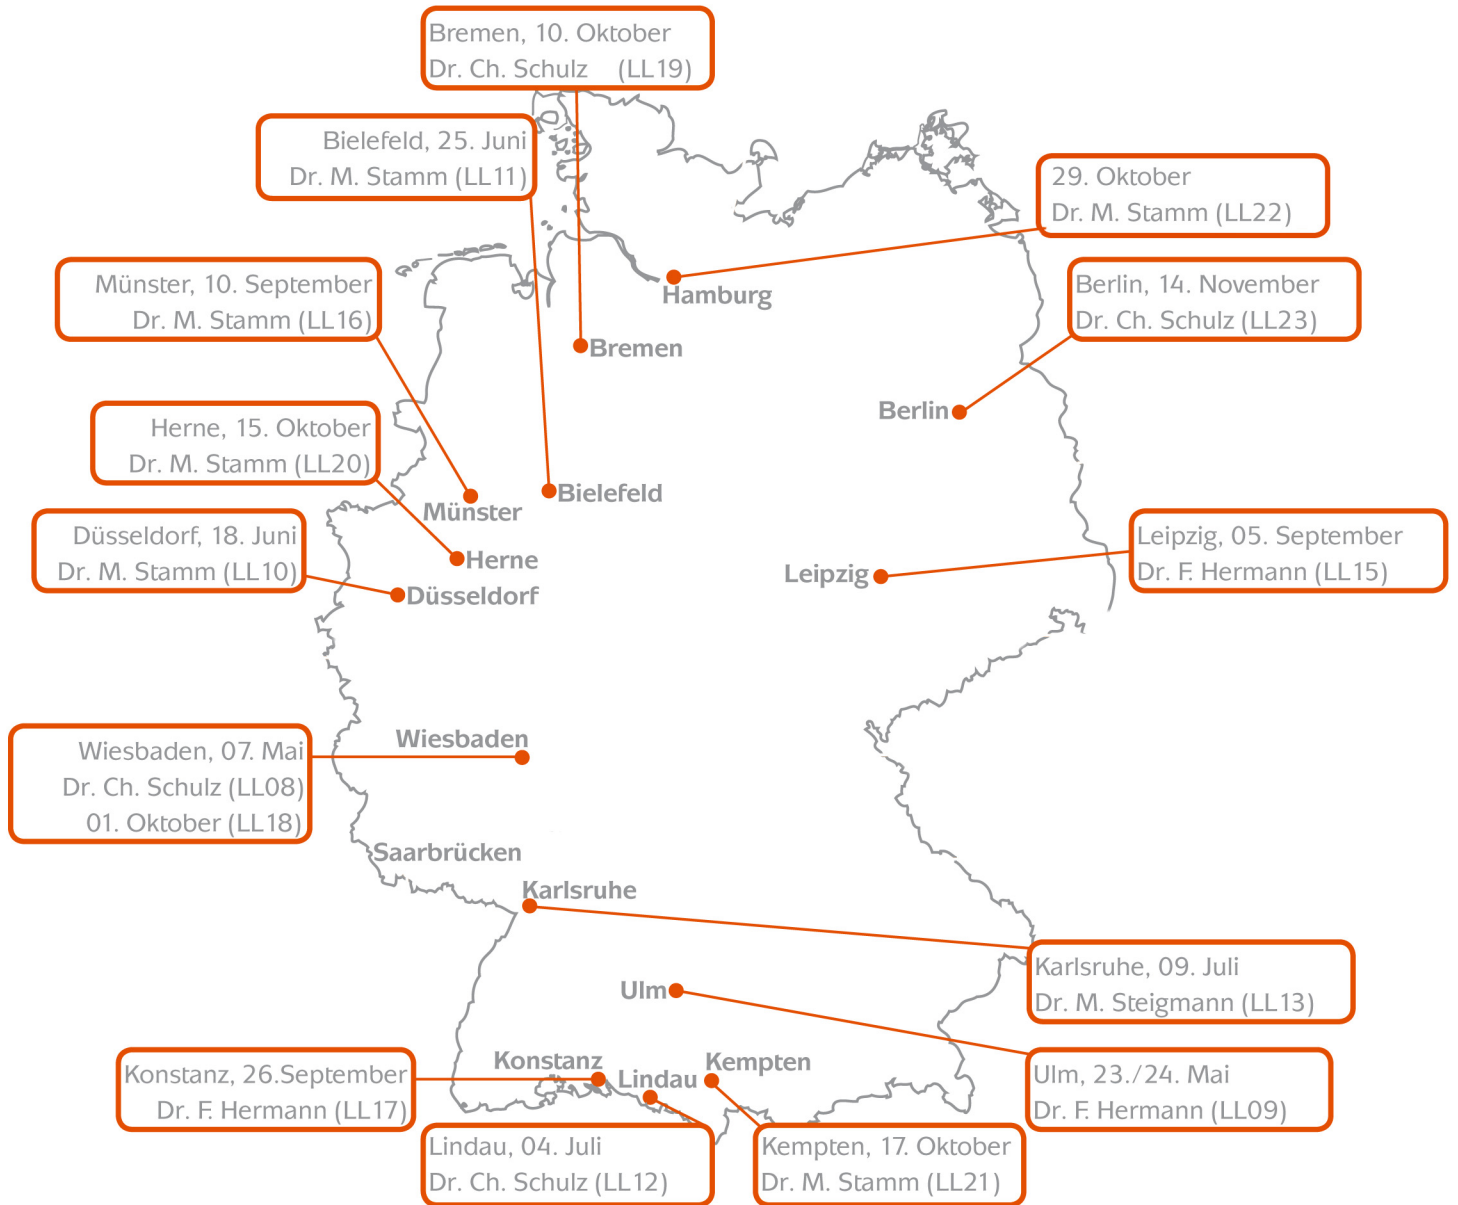 Bremen, 10. Oktober
Dr. Ch. Schulz (LL19)
Bielefeld, 25. Juni
Dr. M. Stamm (LL11)
29. Oktober
Dr. M. Stamm (LL22)
Münster, 10. September
Dr. M. Stamm (LL16)
Berlin, 14. November
Dr. Ch. Schulz (LL23)
Hamburg
Bremen
Berlin
Herne, 15. Oktober
Dr. M. Stamm (LL20)
Münster
Bielefeld
Düsseldorf, 18. Juni
Dr. M. Stamm (LL10)
Herne
Düsseldorf
Leipzig
Leipzig, 05. September
Dr. F. Hermann (LL15)
Wiesbaden, 07. Mai
Dr. Ch. Schulz (LL08)
01. Oktober (LL18)
Wiesbaden
Saarbrücken
Karlsruhe
Karlsruhe, 09. Juli
Dr. M. Steigmann (LL13)
Ulm
Konstanz, 26.September
Dr. F. Hermann (LL17)
Konstanz
Lindau
Kempten
Ulm, 23./24. Mai
Dr. F. Hermann (LL09)
Lindau, 04. Juli
Dr. Ch. Schulz (LL12)
Kempten, 17. Oktober
Dr. M. Stamm (LL21)